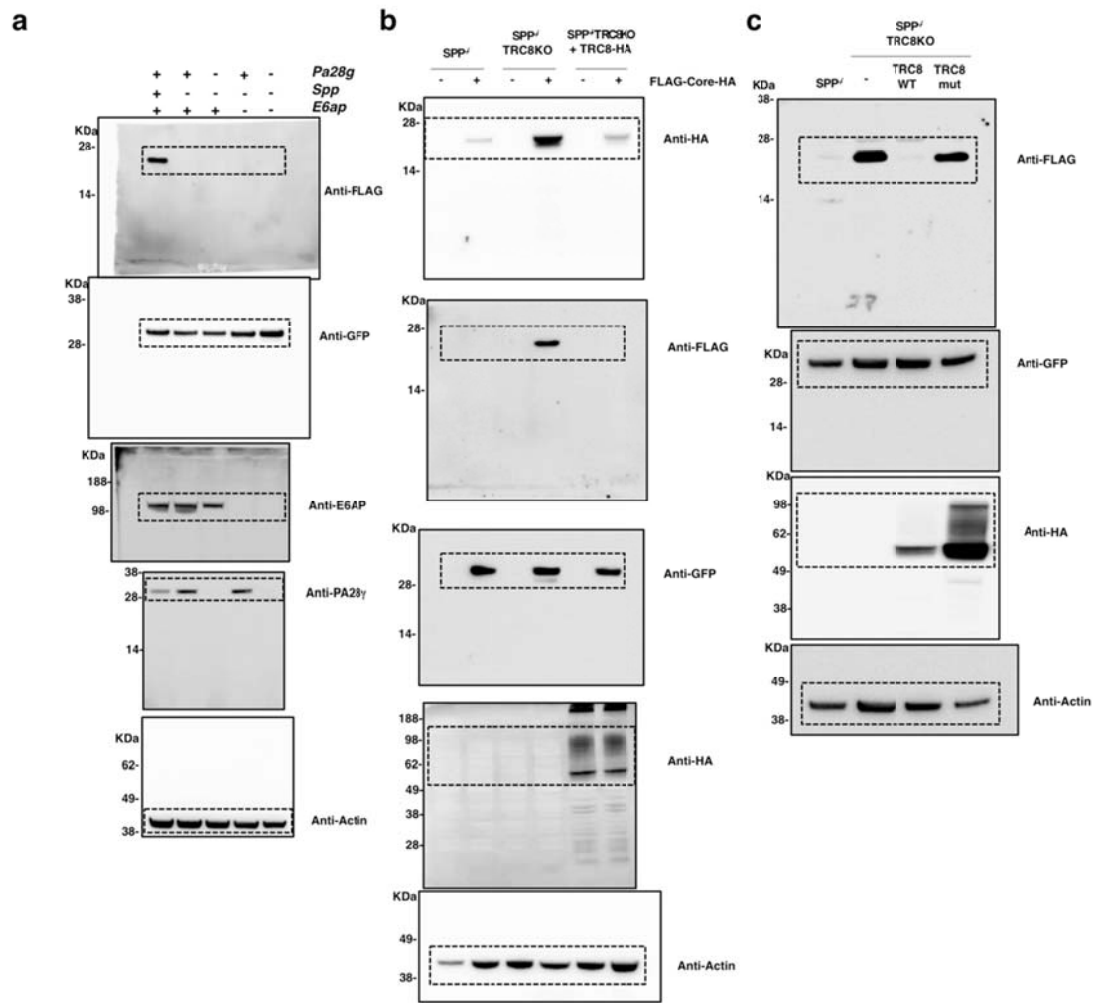 a
+ + - + - Pa28g
+ - - - - Spp
+ + + - - E6ap
KDa
28-
14-
Anti-FLAG
KDa
38-
28-
Anti-GFP
KDa
188-
98-
Anti-E6AP
38-
28-
14-
Anti-PA28γ
KDa
62-
49-
38-
Anti-Actin
b
SPP-/-
SPP-/-
TRC8KO
SPP-/-TRC8KO
+ TRC8-HA
- + - + - + FLAG-Core-HA
KDa
28-
14-
Anti-HA
KDa
28-
14-
Anti-FLAG
KDa
28-
14-
Anti-GFP
188-
98-
62-
49-
38-
28-
Anti-HA
KDa
49-
38-
Anti-Actin
c
SPP-/-
TRC8KO
SPP-/-
-
TRC8
WT
TRC8
mut
KDa
38-
28-
14-
Anti-FLAG
KDa
28-
14-
Anti-GFP
KDa
98-
62-
49-
38-
Anti-HA
KDa
49-
38-
Anti-Actin